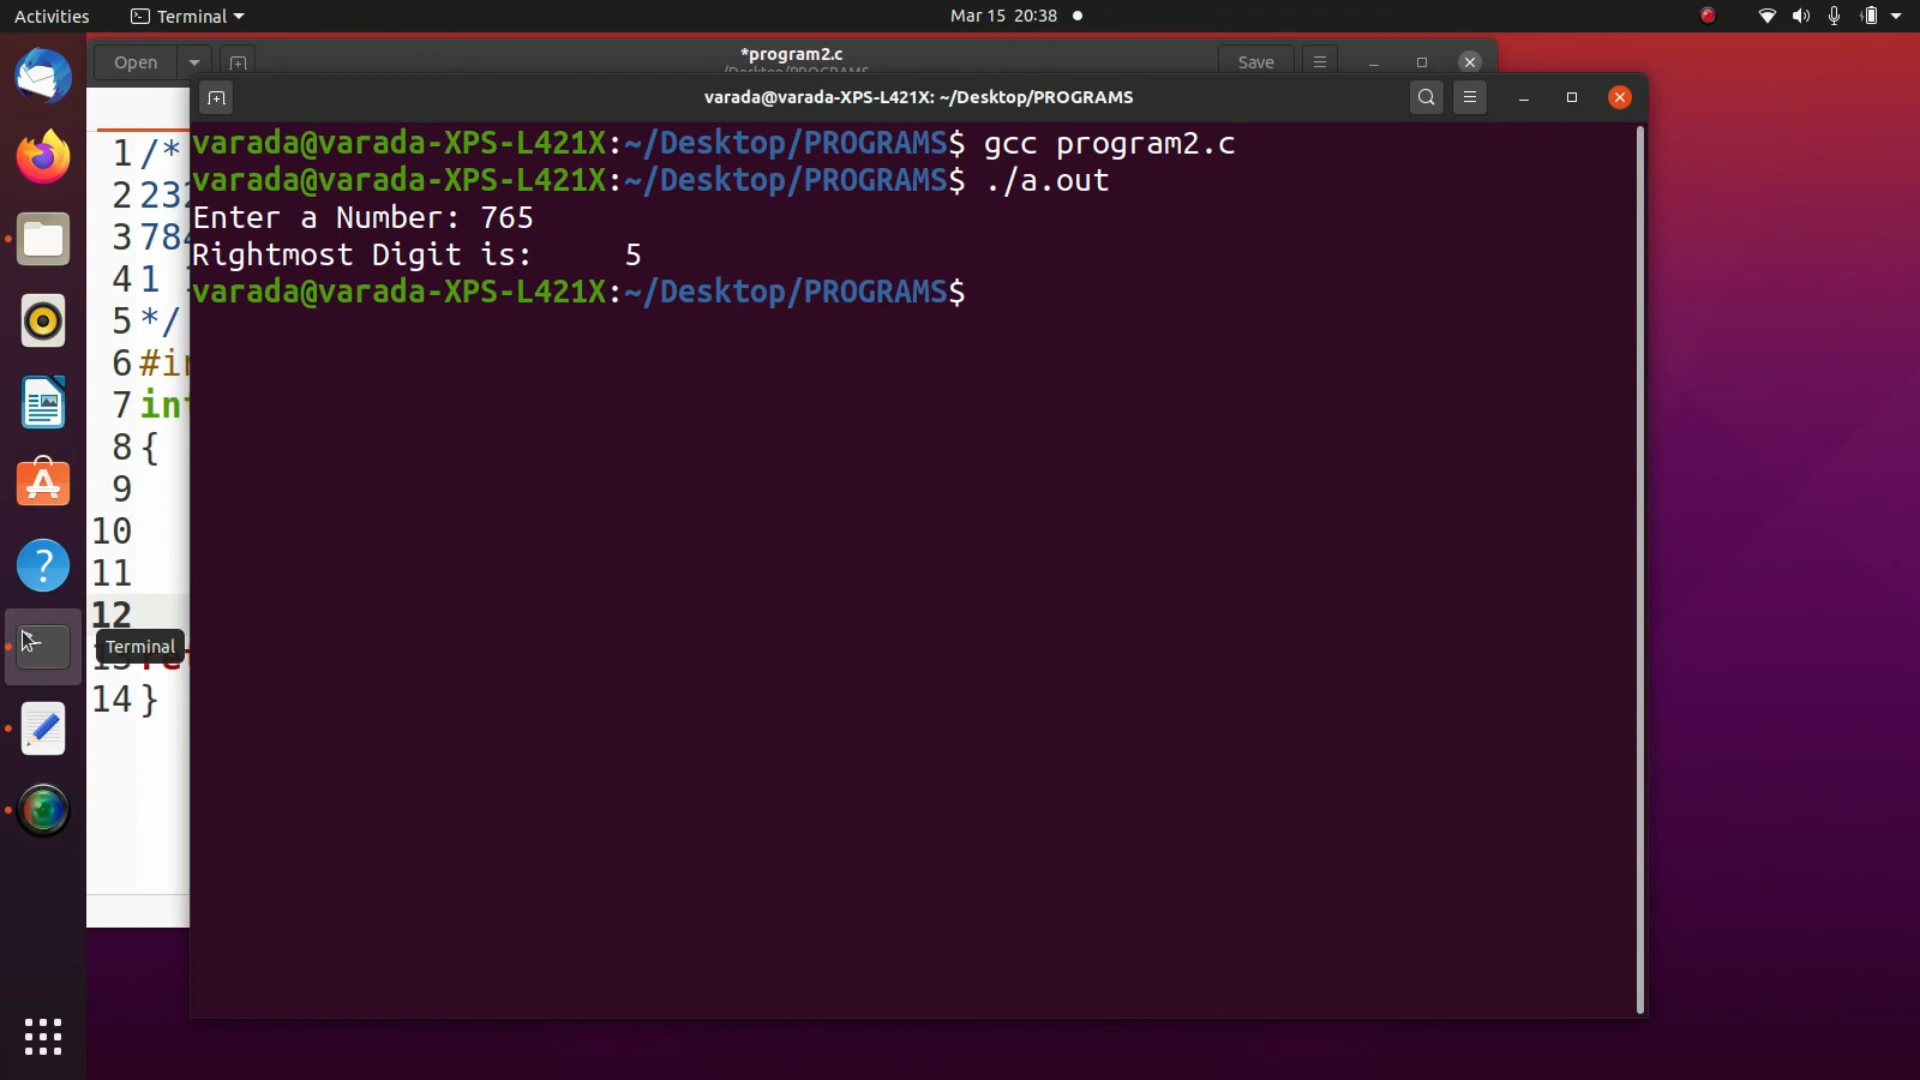 Activities
Terminal
Mar 15 20:38
Open
*program2.c
Save
varada@varada-XPS-L421X: ~/Desktop/PROGRAMS
varada@varada-XPS-L421X:~/Desktop/PROGRAMS$ gcc program2.c
varada@varada-XPS-L421X:~/Desktop/PROGRAMS$ ./a.out
Enter a Number: 765
Rightmost Digit is: 5
varada@varada-XPS-L421X:~/Desktop/PROGRAMS$
1 /*
2 232
3 784
4 1
5 */
6 #in
7 int
8 {
9
10
11
12
Terminal
14 }